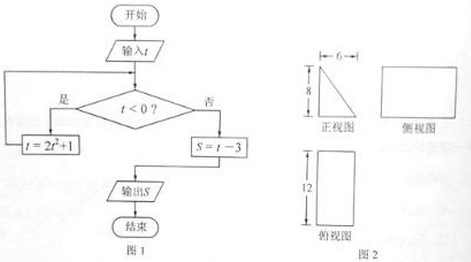 开始
输入t
t < 0 ?
是
否
t = 2t²+1
S = t - 3
输出S
结束
图 1
6
8
正视图
侧视图
12
俯视图
图 2